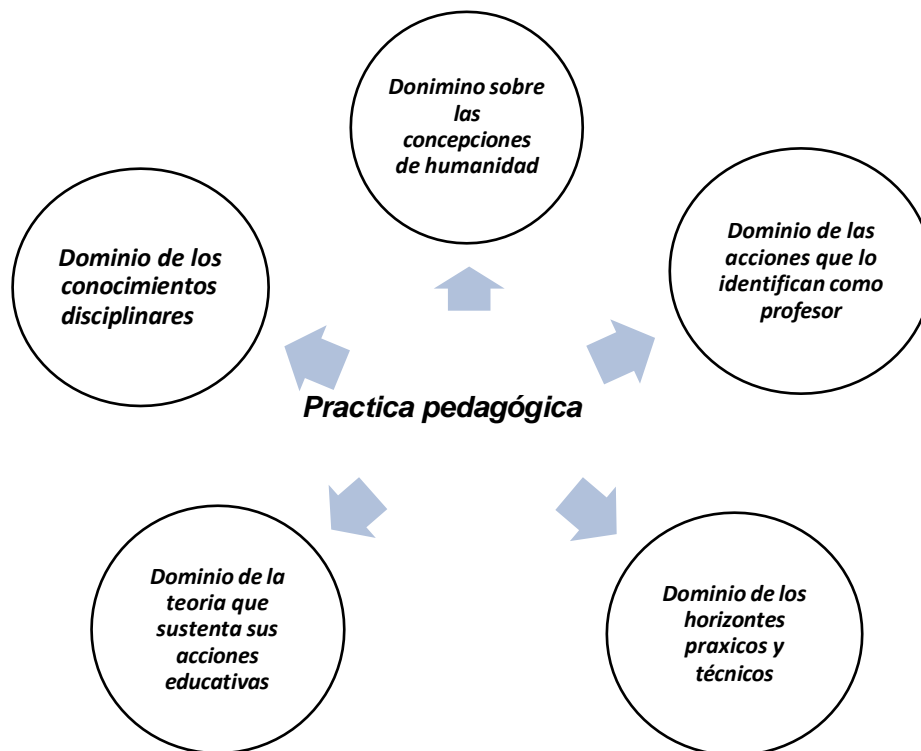 Donimino sobre
las
concepciones
de humanidad
Dominio de los
conocimientos
disciplinares
Dominio de las
acciones que lo
identifican como
profesor
Practica pedagógica
Dominio de la
teoria que
sustenta sus
acciones
educativas
Dominio de los
horizontes
praxicos y
técnicos